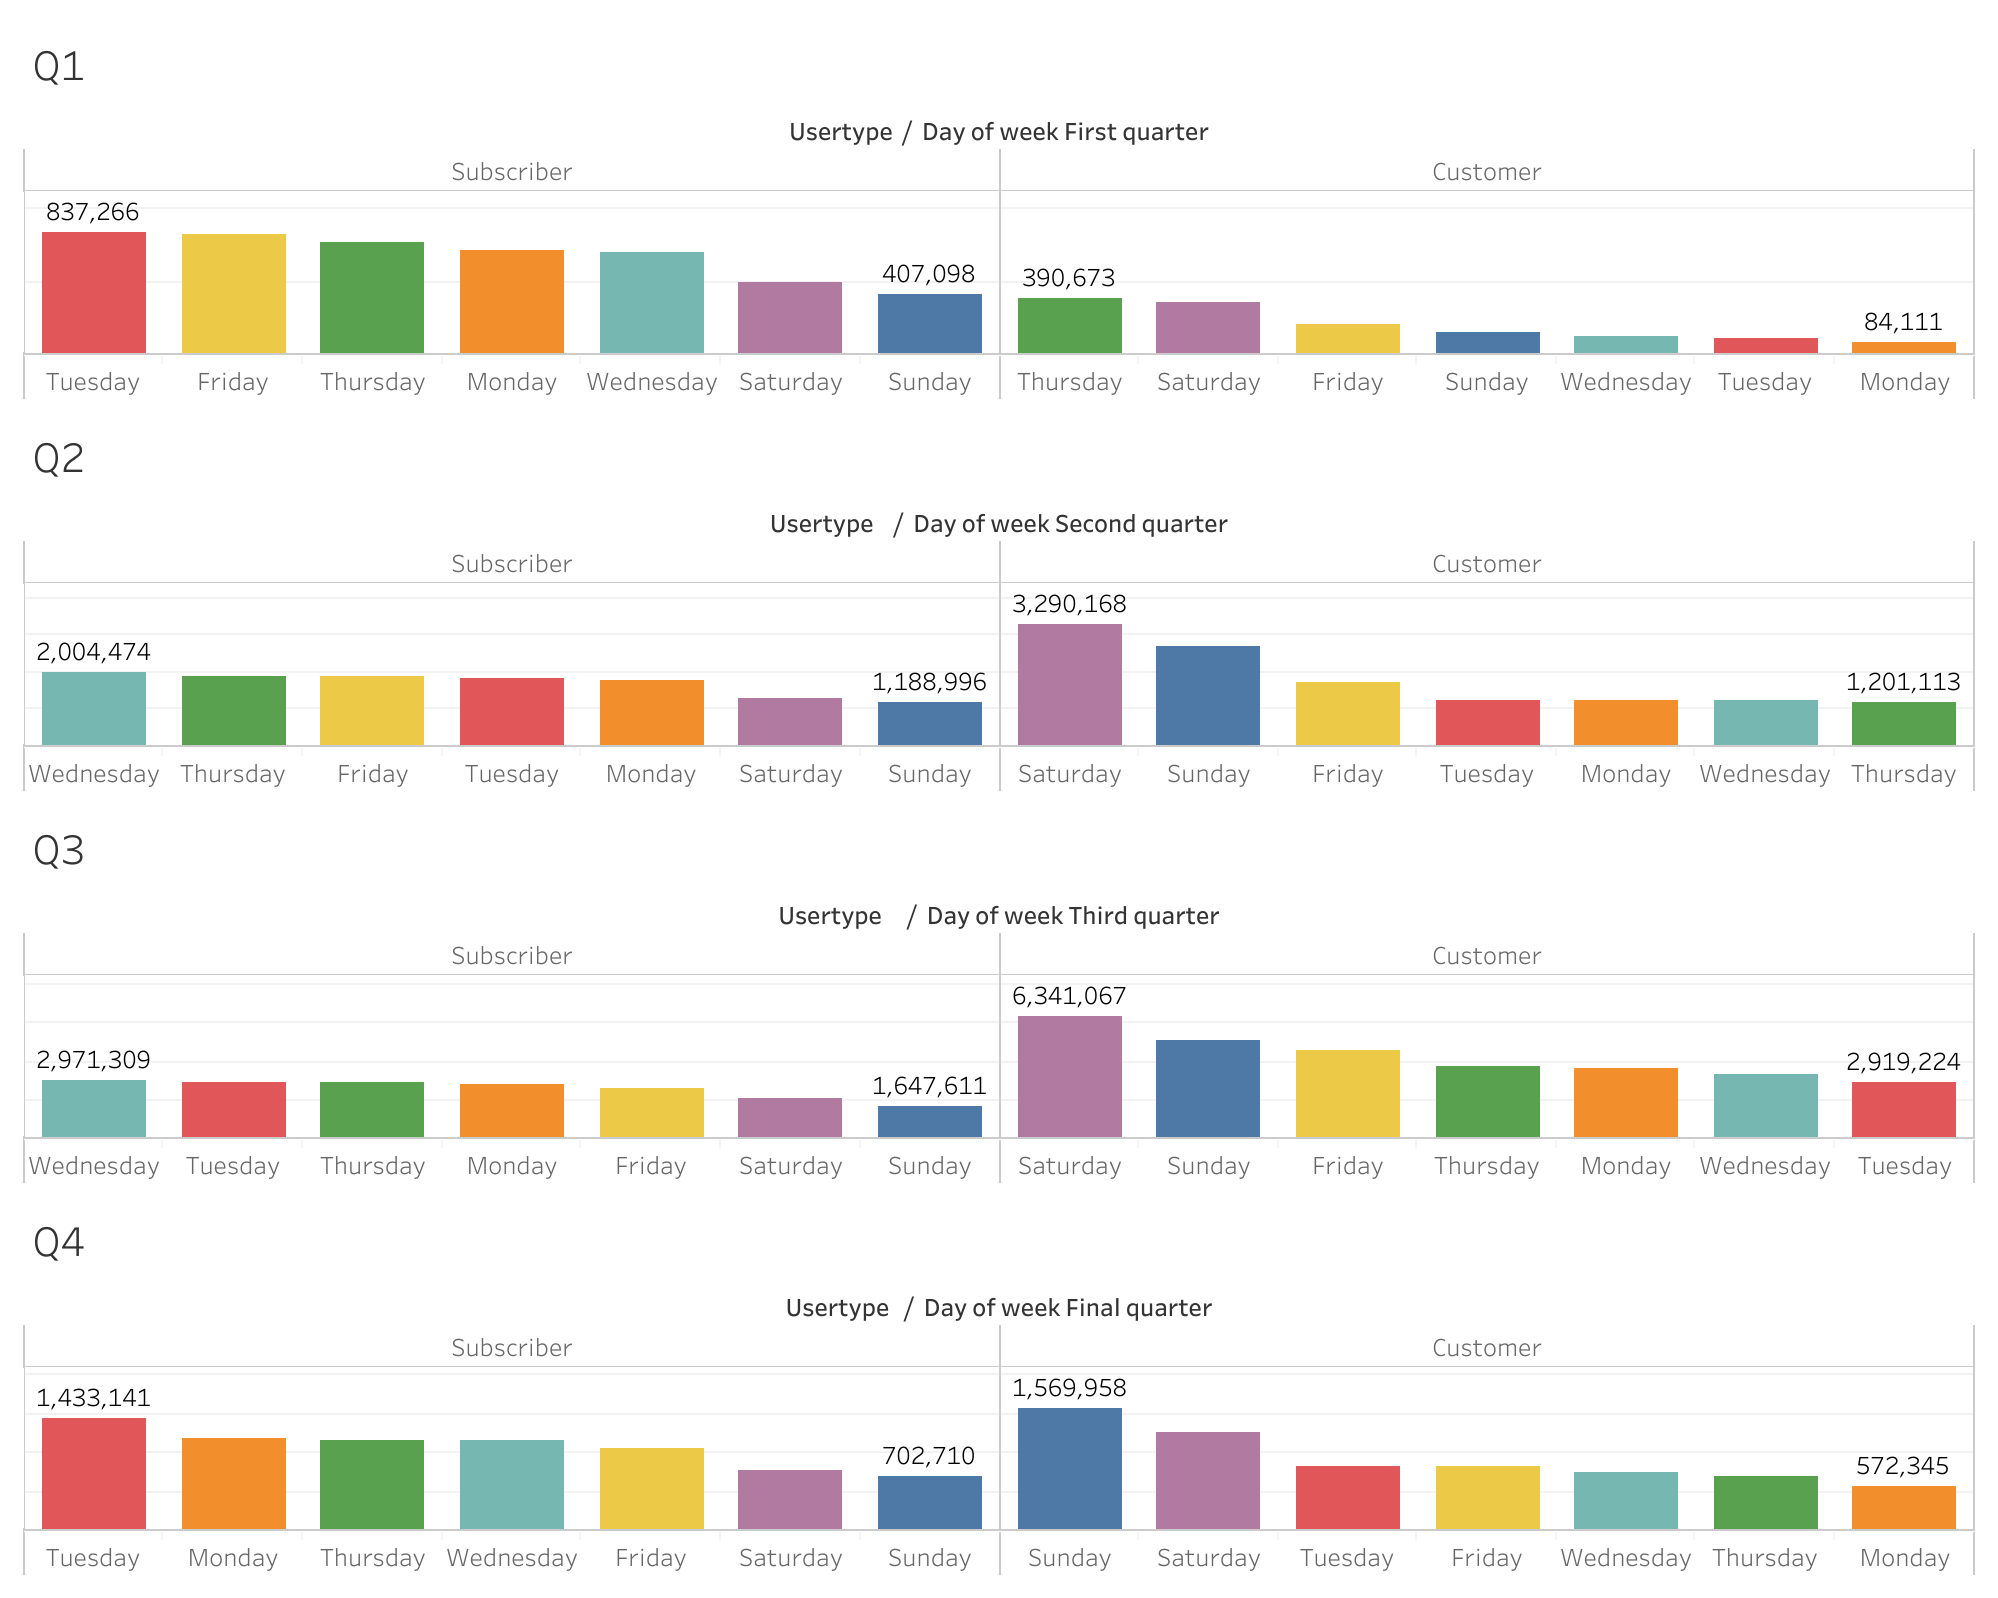 Q1
Usertype / Day of week First quarter
Subscriber Customer
837,266 407,098 390,673 84,111
Tuesday Friday Thursday Monday Wednesday Saturday Sunday Thursday Saturday Friday Sunday Wednesday Tuesday Monday
Q2
Usertype / Day of week Second quarter
Subscriber Customer
2,004,474 1,188,996 3,290,168 1,201,113
Wednesday Thursday Friday Tuesday Monday Saturday Sunday Saturday Sunday Friday Tuesday Monday Wednesday Thursday
Q3
Usertype / Day of week Third quarter
Subscriber Customer
2,971,309 1,647,611 6,341,067 2,919,224
Wednesday Tuesday Thursday Monday Friday Saturday Sunday Saturday Sunday Friday Thursday Monday Wednesday Tuesday
Q4
Usertype / Day of week Final quarter
Subscriber Customer
1,433,141 702,710 1,569,958 572,345
Tuesday Monday Thursday Wednesday Friday Saturday Sunday Sunday Saturday Tuesday Friday Wednesday Thursday Monday